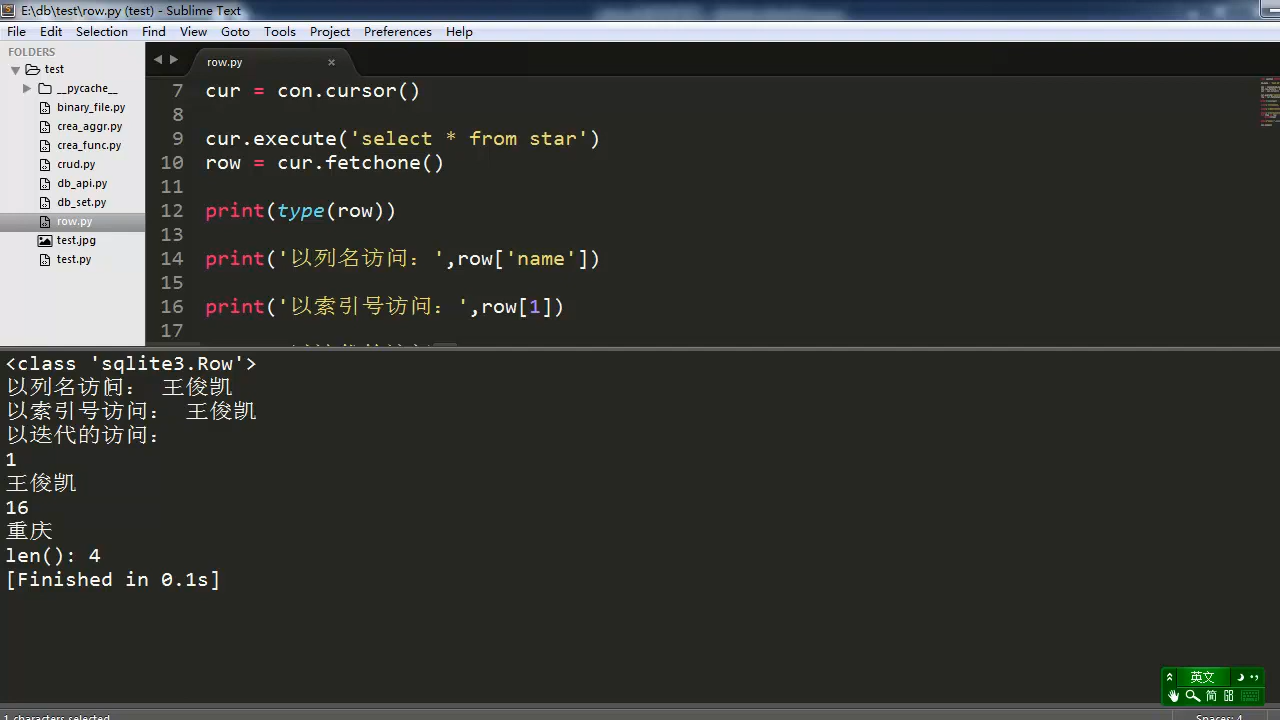 E:\db\test\row.py (test) - Sublime Text
File Edit Selection Find View Goto Tools Project Preferences Help
FOLDERS
test
__pycache__
binary_file.py
crea_aggr.py
crea_func.py
crud.py
db_api.py
db_set.py
row.py
test.jpg
test.py
row.py ×
7 cur = con.cursor()
8
9 cur.execute('select * from star')
10 row = cur.fetchone()
11
12 print(type(row))
13
14 print('以列名访问：',row['name'])
15
16 print('以索引号访问：',row[1])
17
<class 'sqlite3.Row'>
以列名访问： 王俊凯
以索引号访问： 王俊凯
以迭代的访问：
1
王俊凯
16
重庆
len(): 4
[Finished in 0.1s]
英文
简
1 characters selected
Spaces: 4